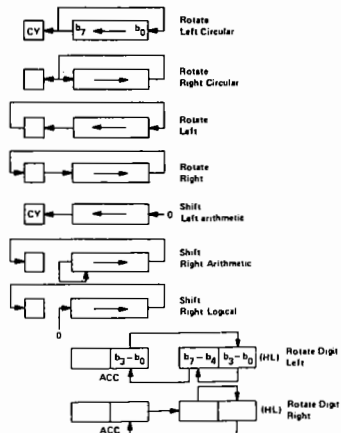 CY b7 b0 Rotate
Left Circular
Rotate
Right Circular
Rotate
Left
Rotate
Right
CY 0 Shift
Left arithmetic
Shift
Right Arithmetic
Shift
Right Logical
0
b3-b0 b7-b4 b3-b0 (HL) Rotate Digit
Left
ACC
(HL) Rotate Digit
Right
ACC